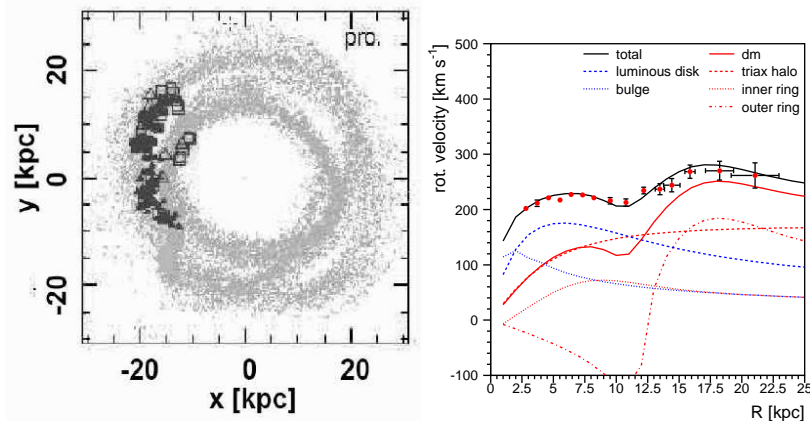 pro.
y [kpc]
20
0
-20
-20
0
20
x [kpc]
rot. velocity [km s⁻¹]
500
400
300
200
100
0
-100
total
luminous disk
bulge
dm
triax halo
inner ring
outer ring
0 2.5 5 7.5 10 12.5 15 17.5 20 22.5 25
R [kpc]